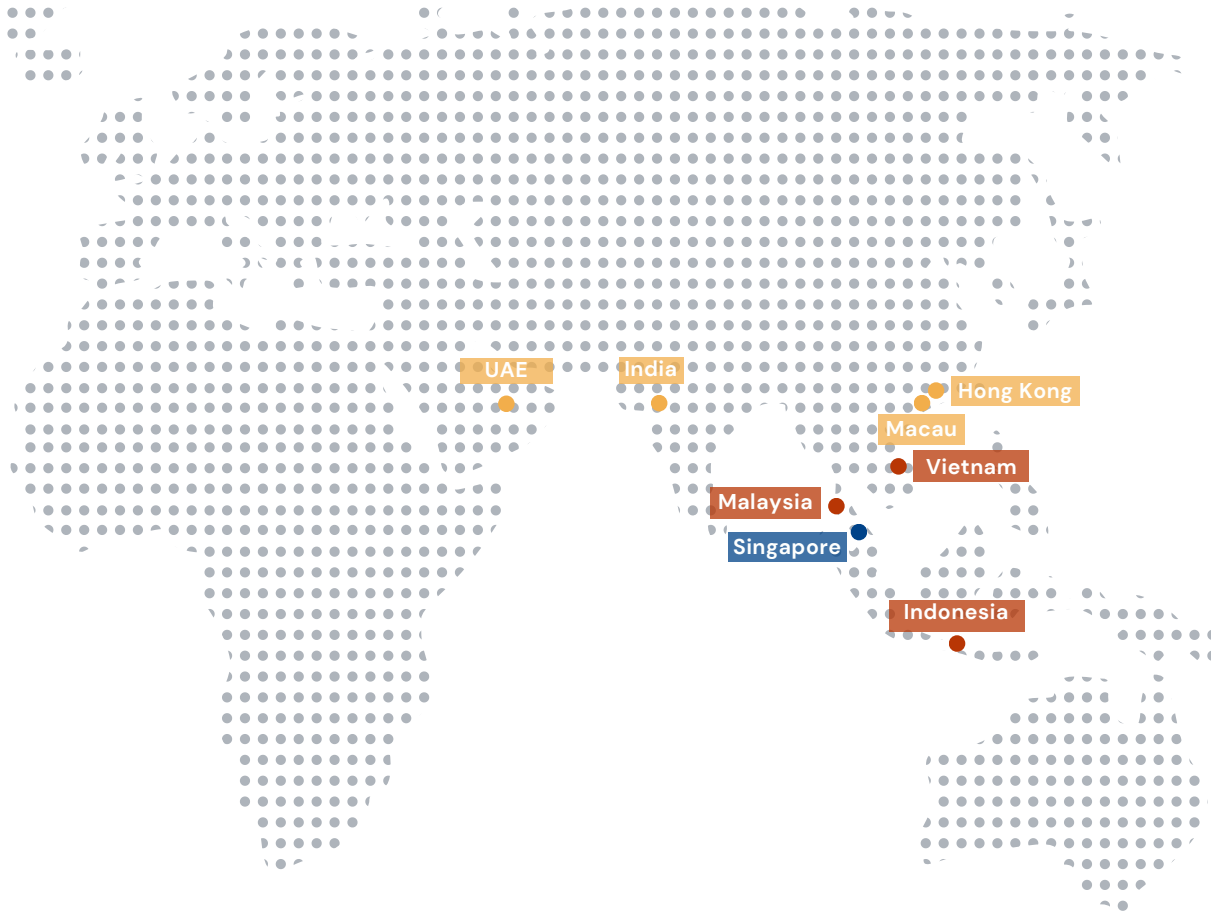 UAE
India
Hong Kong
Macau
Vietnam
Malaysia
Singapore
Indonesia